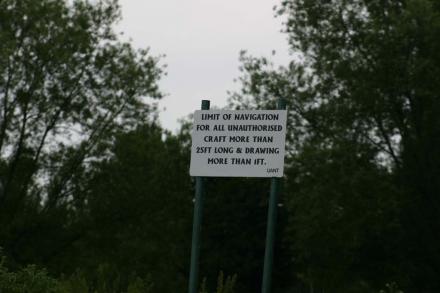 LIMIT OF NAVIGATION
FOR ALL UNAUTHORISED
CRAFT MORE THAN
25FT LONG & DRAWING
MORE THAN 1FT.
UANT